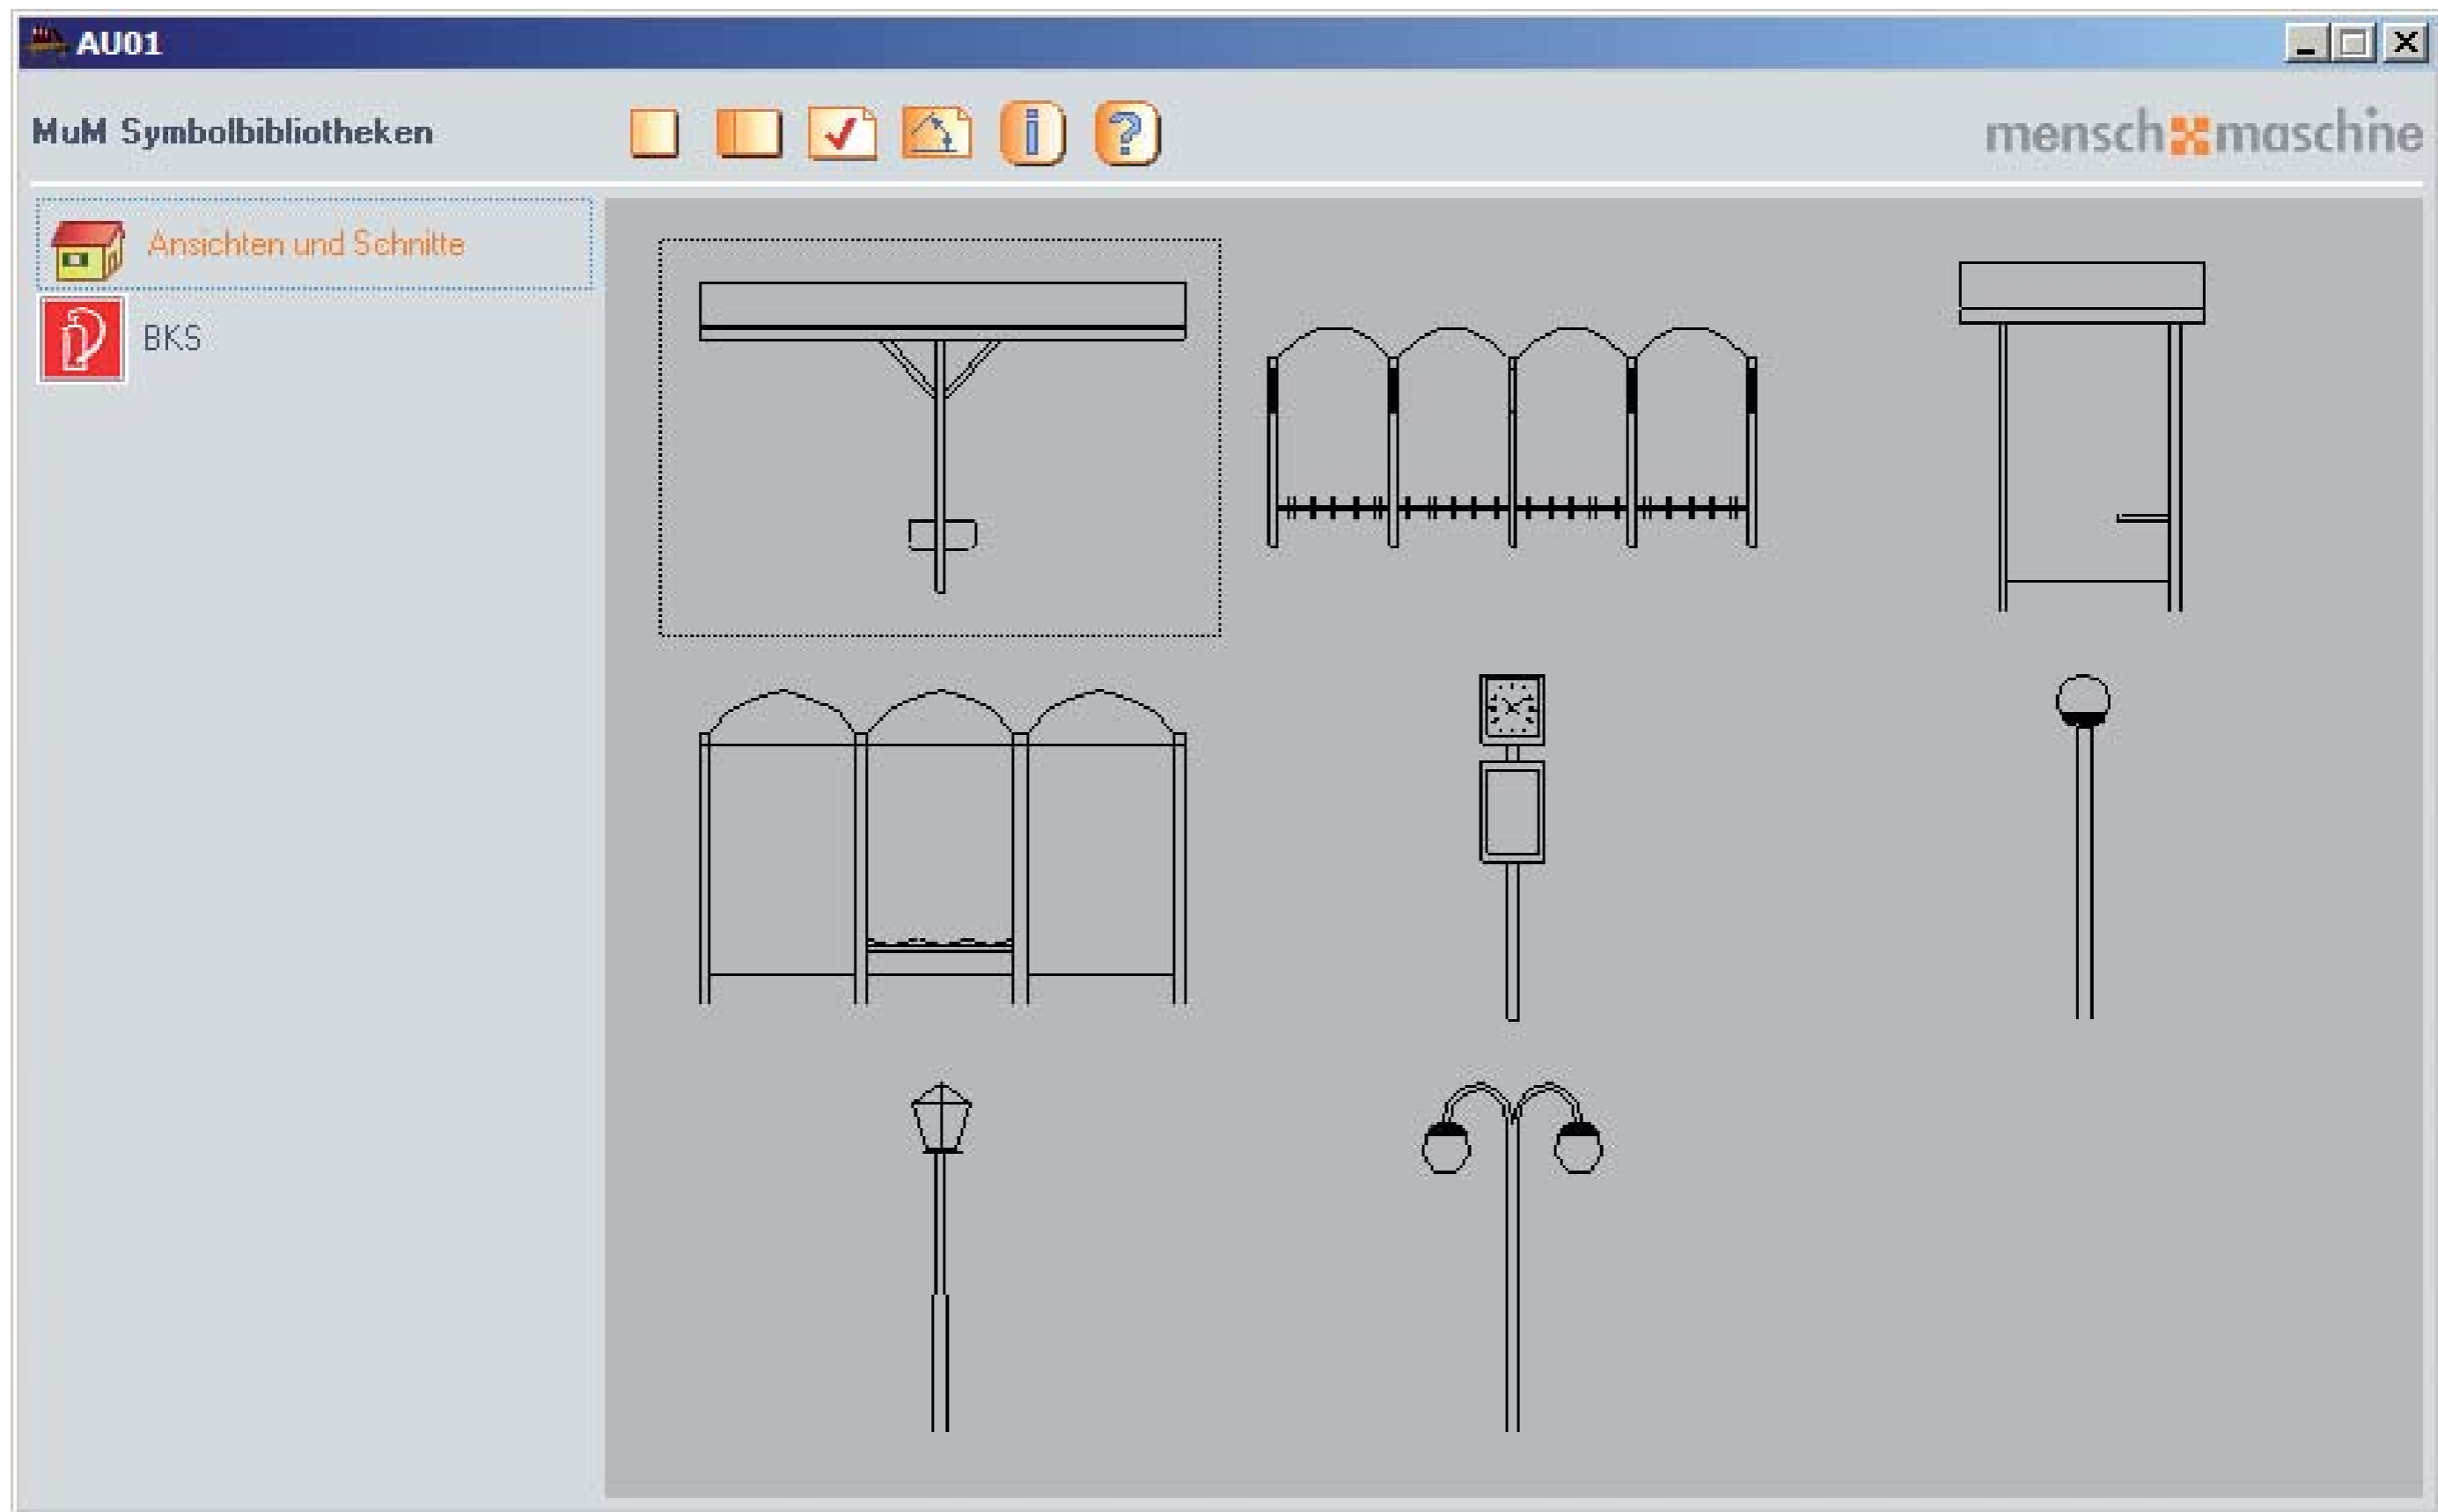 AU01
MuM Symbolbibliotheken
mensch maschine
Ansichten und Schnitte
BKS